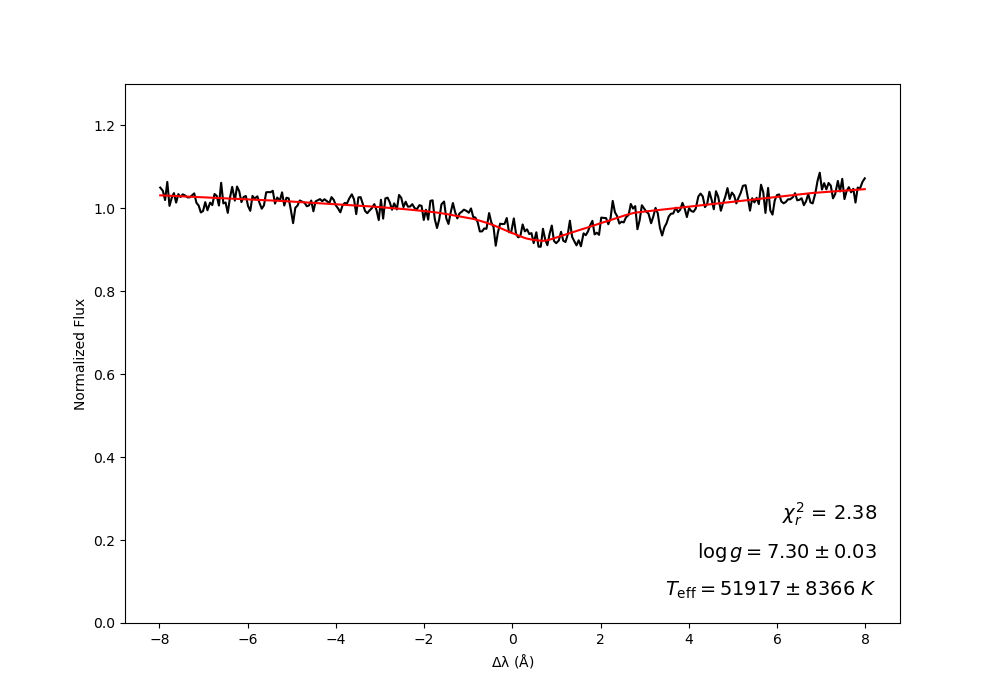 1.2
1.0
0.8
0.6
0.4
0.2
0.0
Normalized Flux
χ²ᵣ = 2.38
log g = 7.30 ± 0.03
T_eff = 51917 ± 8366 K
−8 −6 −4 −2 0 2 4 6 8
Δλ (Å)